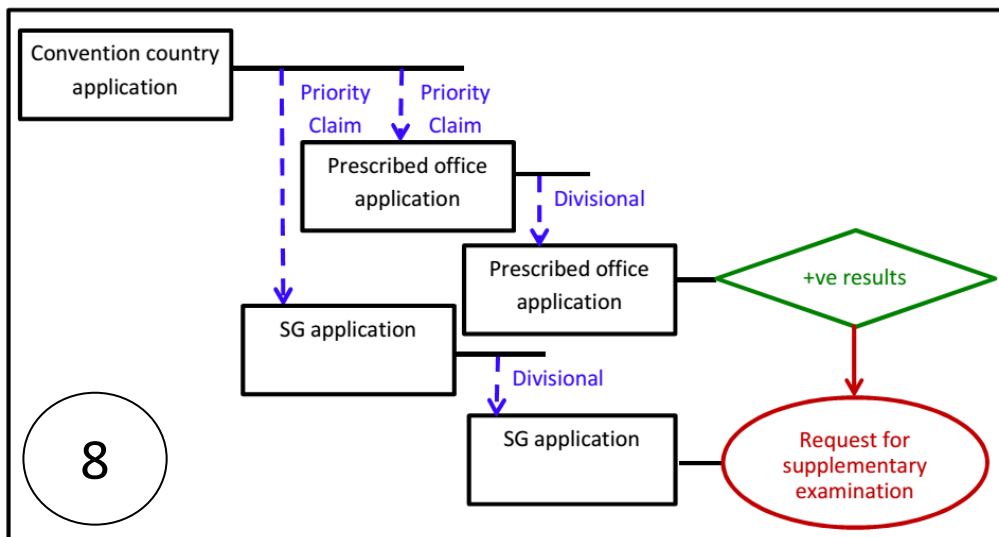 Convention country
application
Priority
Claim
Priority
Claim
Prescribed office
application
Divisional
Prescribed office
application
+ve results
SG application
Divisional
SG application
Request for
supplementary
examination
8